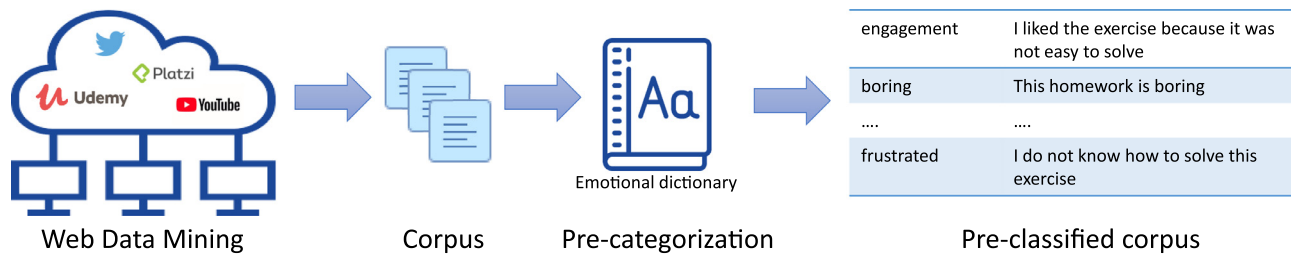 Platzi
Udemy
YouTube
Aa
Emotional dictionary
engagement I liked the exercise because it was
not easy to solve
boring This homework is boring
.... ....
frustrated I do not know how to solve this
exercise
Web Data Mining Corpus Pre-categorization Pre-classified corpus